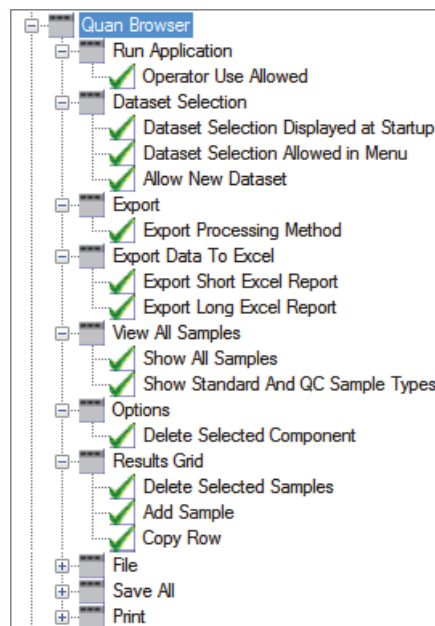 Quan Browser
Run Application
Operator Use Allowed
Dataset Selection
Dataset Selection Displayed at Startup
Dataset Selection Allowed in Menu
Allow New Dataset
Export
Export Processing Method
Export Data To Excel
Export Short Excel Report
Export Long Excel Report
View All Samples
Show All Samples
Show Standard And QC Sample Types
Options
Delete Selected Component
Results Grid
Delete Selected Samples
Add Sample
Copy Row
File
Save All
Print